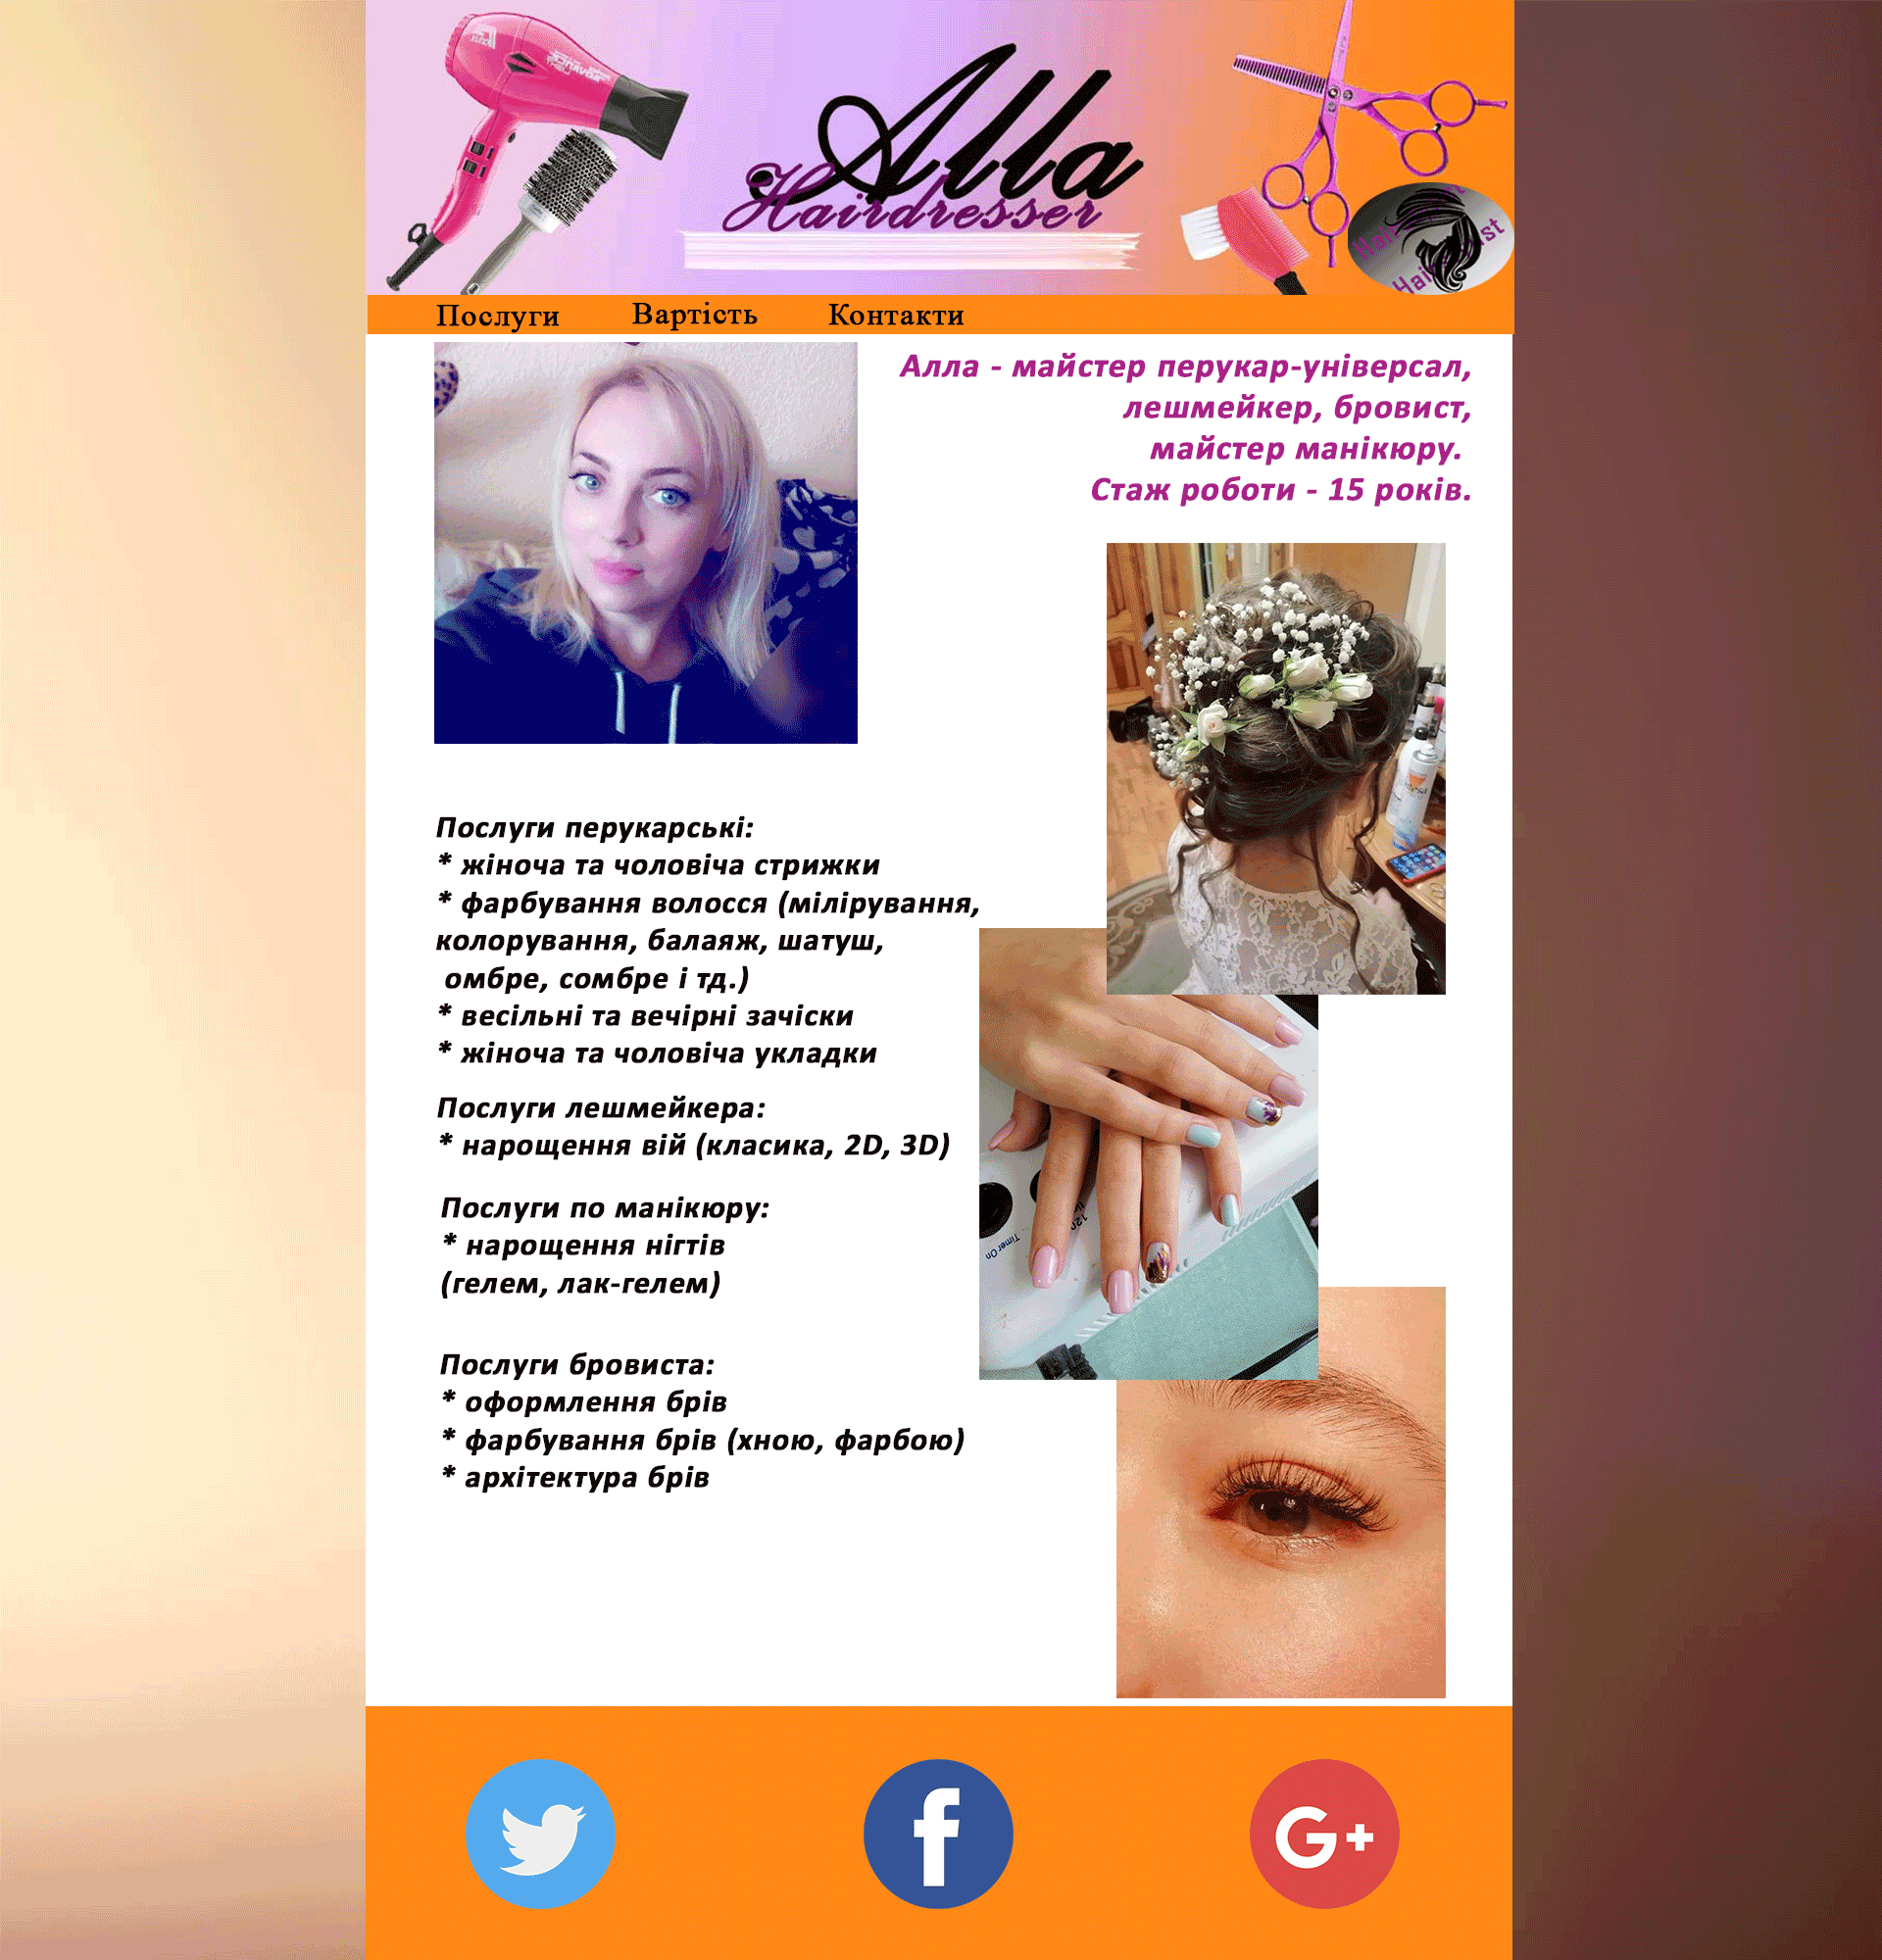 Alla
Hairdresser
Послуги Вартість Контакти
Алла - майстер перукар-універсал,
лешмейкер, бровист,
майстер манікюру.
Стаж роботи - 15 років.
Послуги перукарські:
* жіноча та чоловіча стрижки
* фарбування волосся (мілірування,
колорування, балаяж, шатуш,
омбре, сомбре і тд.)
* весільні та вечірні зачіски
* жіноча та чоловіча укладки
Послуги лешмейкера:
* нарощення вій (класика, 2D, 3D)
Послуги по манікюру:
* нарощення нігтів
(гелем, лак-гелем)
Timer On
Послуги бровиста:
* оформлення брів
* фарбування брів (хною, фарбою)
* архітектура брів
f
G+